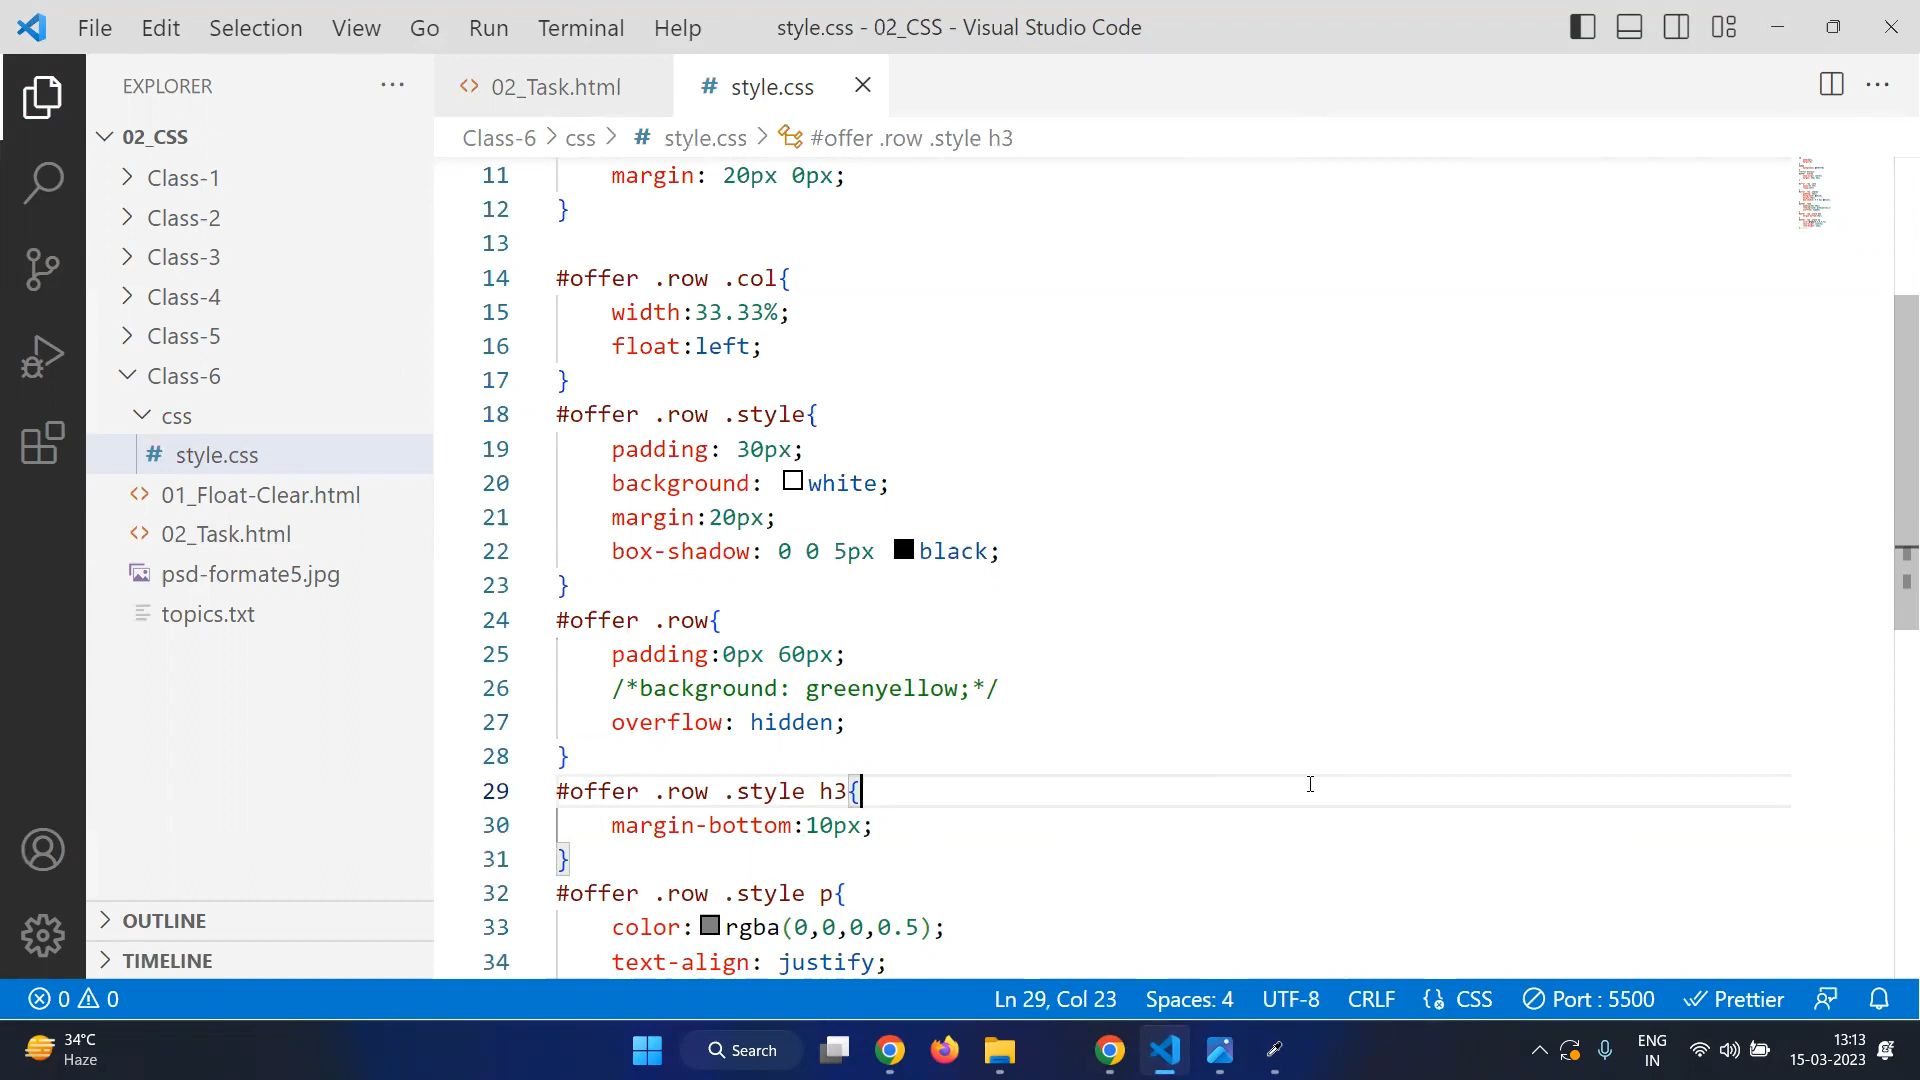 File Edit Selection View Go Run Terminal Help style.css - 02_CSS - Visual Studio Code
EXPLORER
02_CSS
Class-1
Class-2
Class-3
Class-4
Class-5
Class-6
css
# style.css
<> 01_Float-Clear.html
<> 02_Task.html
psd-formate5.jpg
topics.txt
OUTLINE
TIMELINE
<> 02_Task.html # style.css
Class-6 > css > # style.css > #offer .row .style h3
11 margin: 20px 0px;
12 }
13
14 #offer .row .col{
15 width:33.33%;
16 float:left;
17 }
18 #offer .row .style{
19 padding: 30px;
20 background: white;
21 margin:20px;
22 box-shadow: 0 0 5px black;
23 }
24 #offer .row{
25 padding:0px 60px;
26 /*background: greenyellow;*/
27 overflow: hidden;
28 }
29 #offer .row .style h3{
30 margin-bottom:10px;
31 }
32 #offer .row .style p{
33 color: rgba(0,0,0,0.5);
34 text-align: justify;
0 0 Ln 29, Col 23 Spaces: 4 UTF-8 CRLF {} CSS Port : 5500 Prettier
34°C
Haze
Search
ENG
IN
13:13
15-03-2023